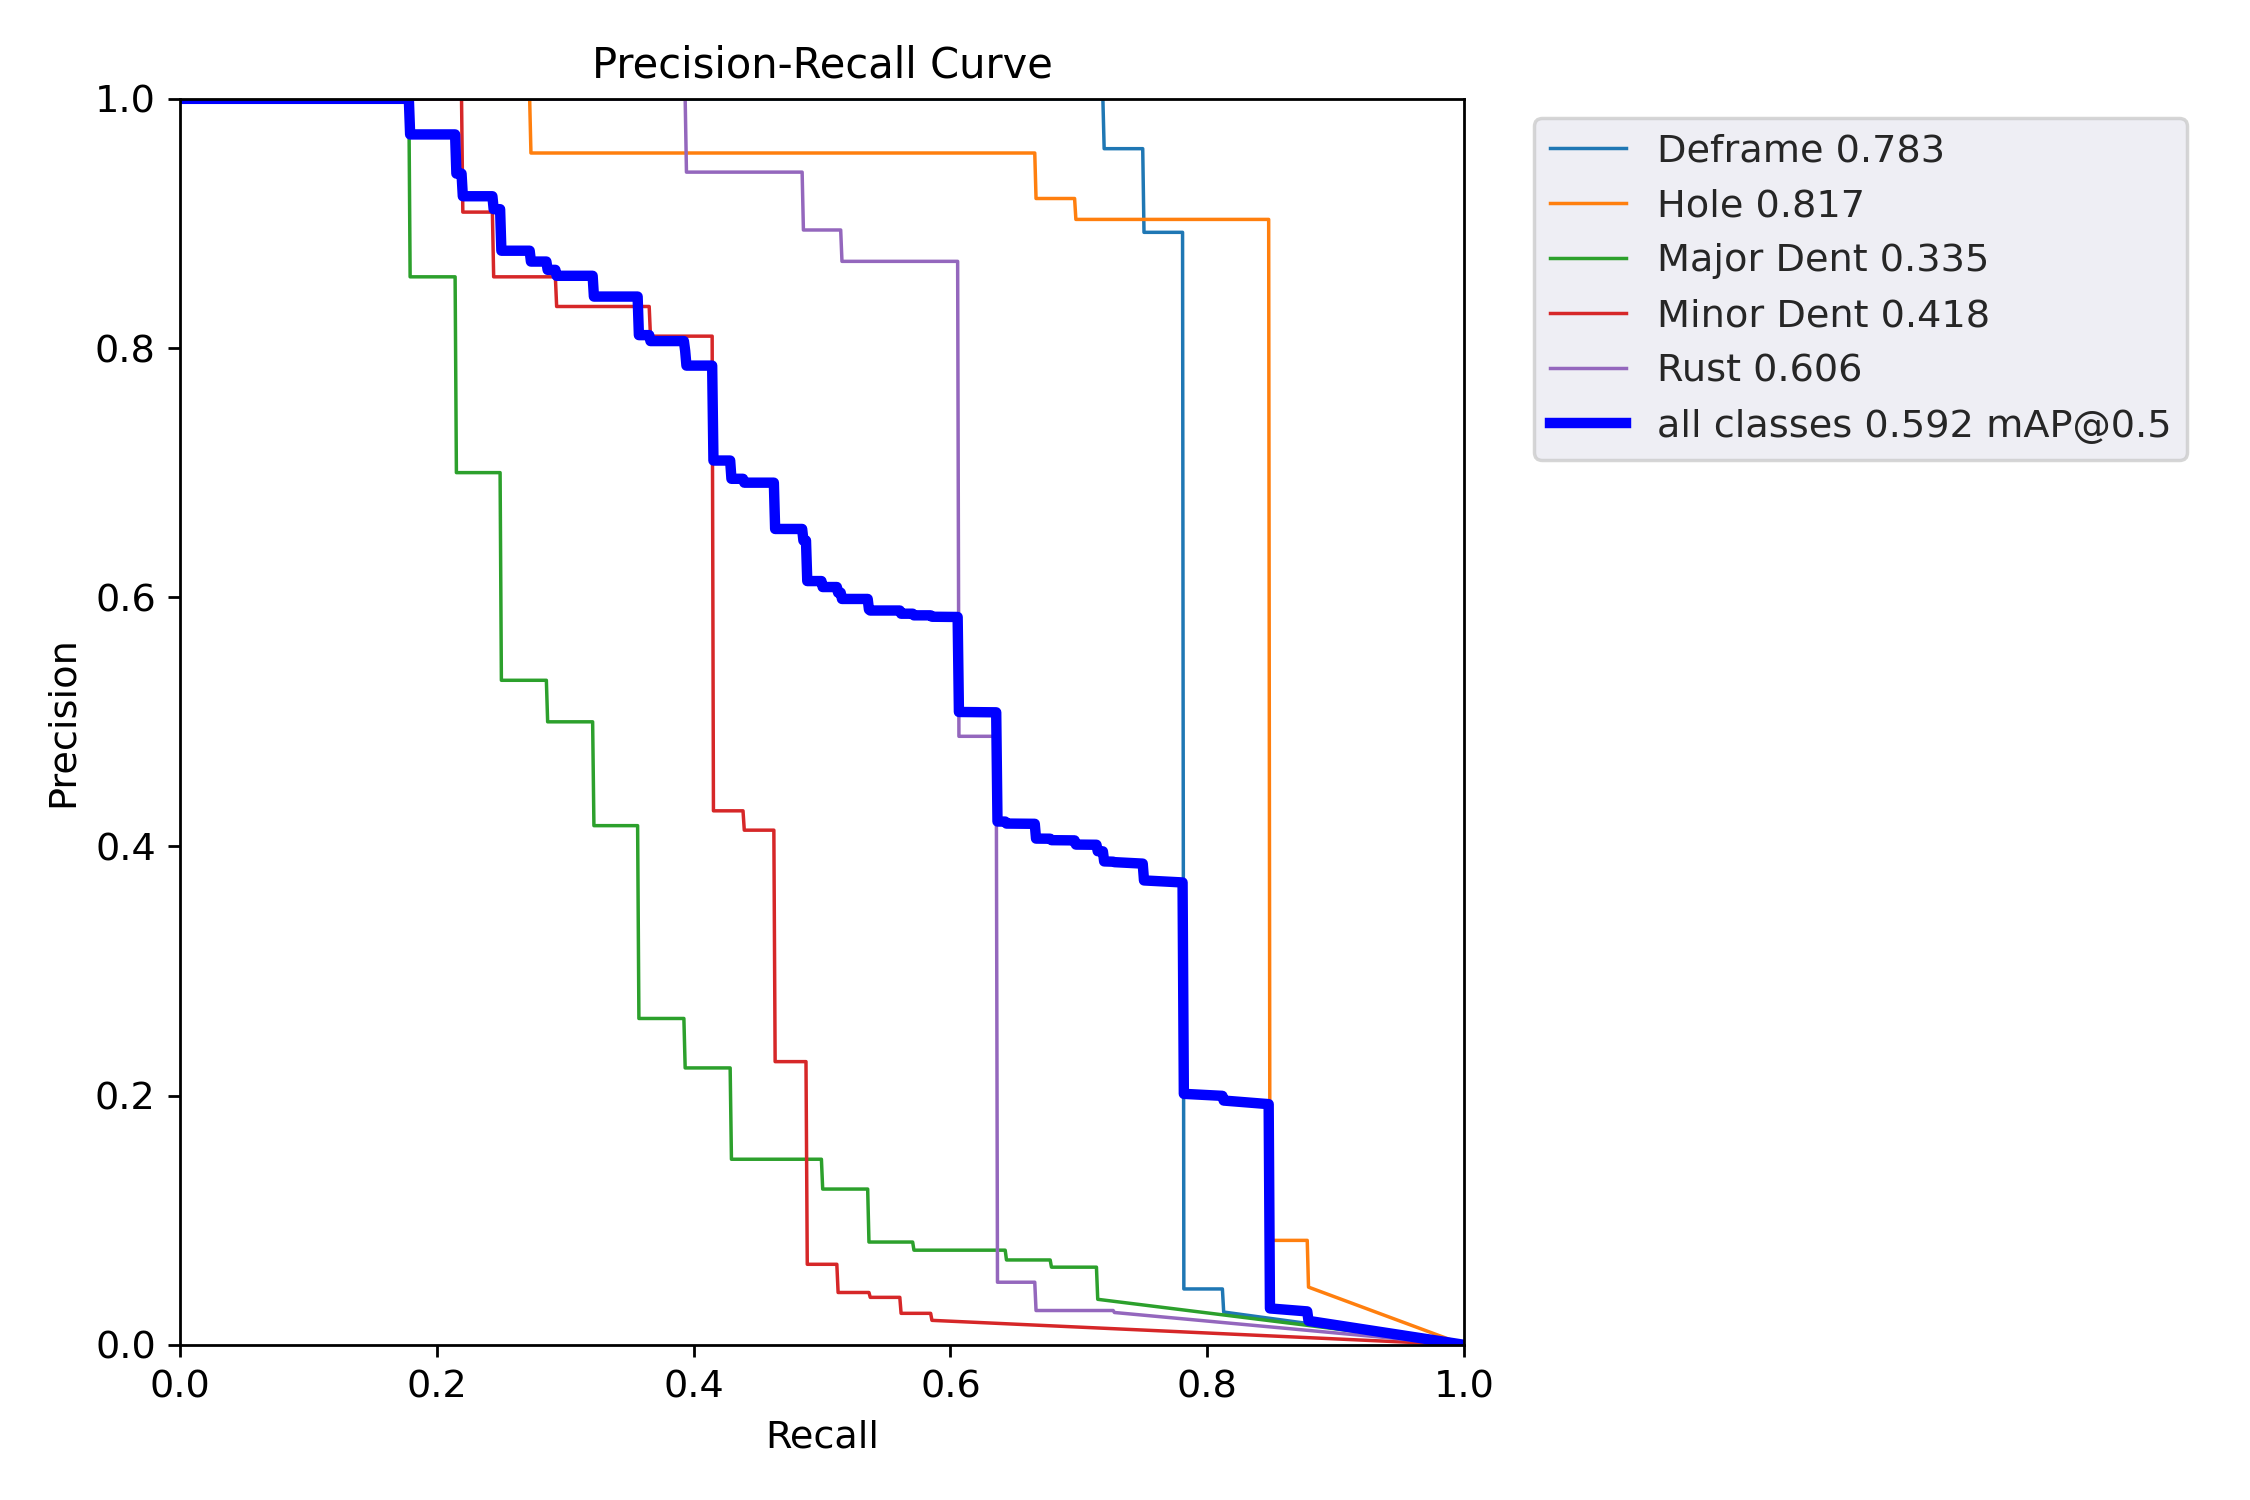 Precision-Recall Curve
1.0
0.8
0.6
0.4
0.2
0.0
Precision
0.0 0.2 0.4 0.6 0.8 1.0
Recall
Deframe 0.783
Hole 0.817
Major Dent 0.335
Minor Dent 0.418
Rust 0.606
all classes 0.592 mAP@0.5